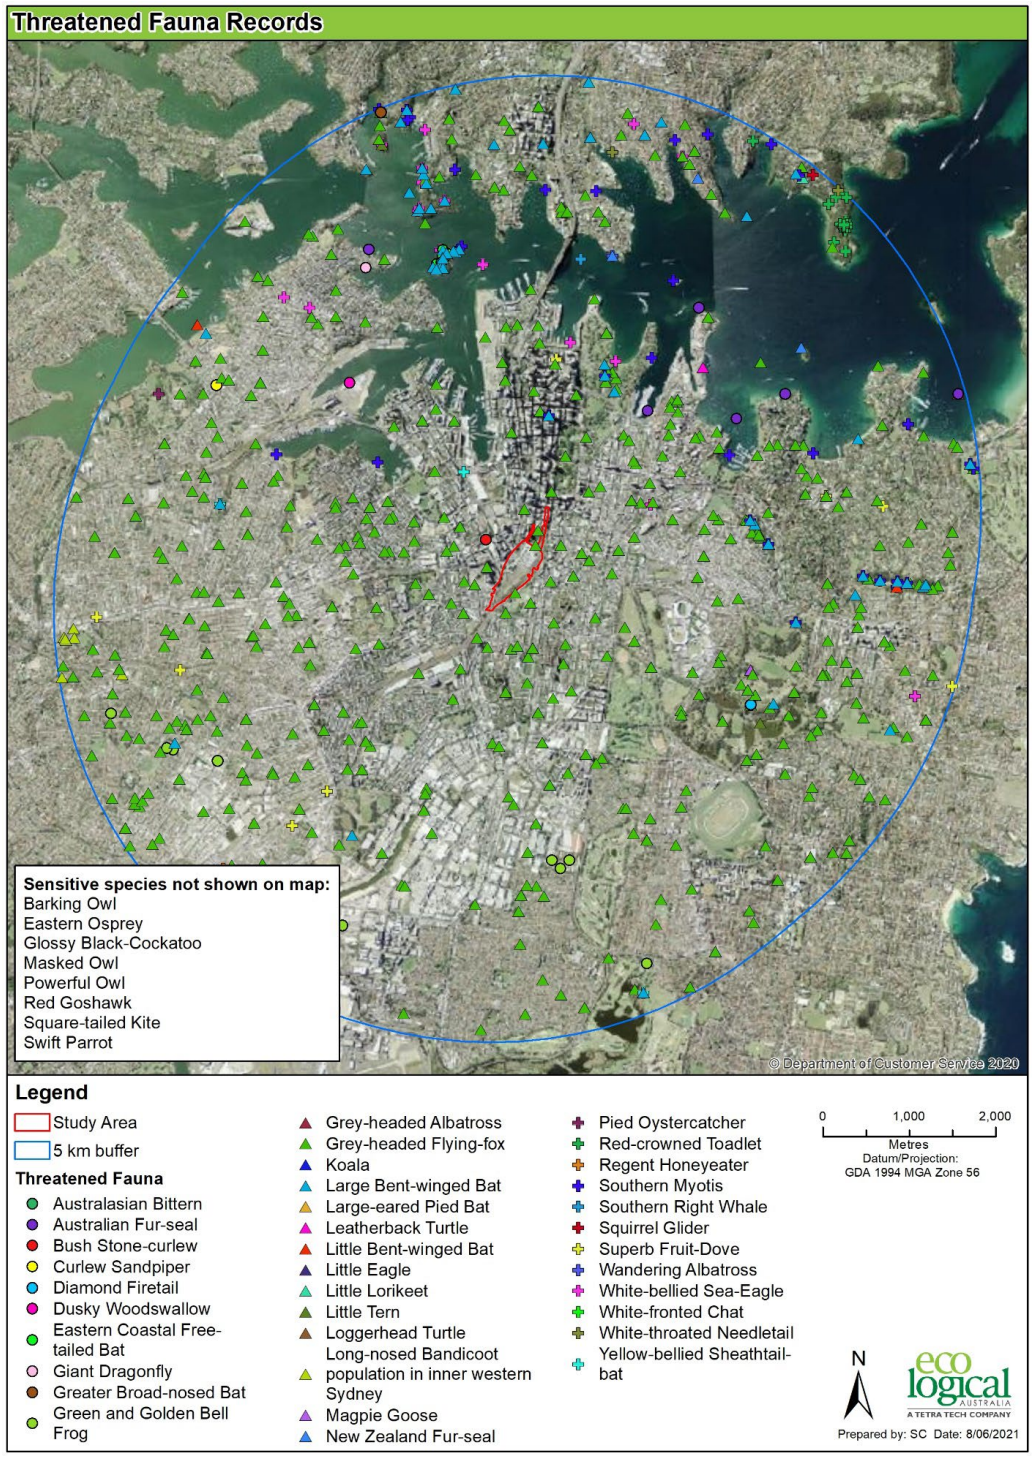 Threatened Fauna Records
Sensitive species not shown on map:
Barking Owl
Eastern Osprey
Glossy Black-Cockatoo
Masked Owl
Powerful Owl
Red Goshawk
Square-tailed Kite
Swift Parrot
© Department of Customer Service 2020
Legend
Study Area
5 km buffer
Threatened Fauna
Australasian Bittern
Australian Fur-seal
Bush Stone-curlew
Curlew Sandpiper
Diamond Firetail
Dusky Woodswallow
Eastern Coastal Free-
tailed Bat
Giant Dragonfly
Greater Broad-nosed Bat
Green and Golden Bell
Frog
Grey-headed Albatross
Grey-headed Flying-fox
Koala
Large Bent-winged Bat
Large-eared Pied Bat
Leatherback Turtle
Little Bent-winged Bat
Little Eagle
Little Lorikeet
Little Tern
Loggerhead Turtle
Long-nosed Bandicoot
population in inner western
Sydney
Magpie Goose
New Zealand Fur-seal
Pied Oystercatcher
Red-crowned Toadlet
Regent Honeyeater
Southern Myotis
Southern Right Whale
Squirrel Glider
Superb Fruit-Dove
Wandering Albatross
White-bellied Sea-Eagle
White-fronted Chat
White-throated Needletail
Yellow-bellied Sheathtail-
bat
0 1,000 2,000
Metres
Datum/Projection:
GDA 1994 MGA Zone 56
N
eco
logical
AUSTRALIA
A TETRA TECH COMPANY
Prepared by: SC Date: 8/06/2021